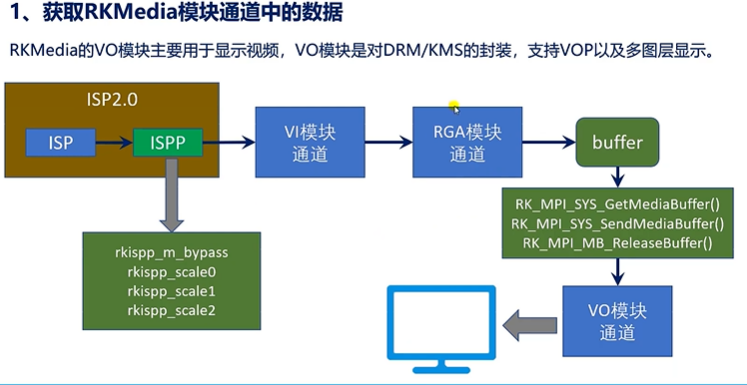 1、获取RKMedia模块通道中的数据
RKMedia的VO模块主要用于显示视频，VO模块是对DRM/KMS的封装，支持VOP以及多图层显示。
ISP2.0
ISP
ISPP
VI模块
通道
RGA模块
通道
buffer
rkispp_m_bypass
rkispp_scale0
rkispp_scale1
rkispp_scale2
RK_MPI_SYS_GetMediaBuffer()
RK_MPI_SYS_SendMediaBuffer()
RK_MPI_MB_ReleaseBuffer()
VO模块
通道